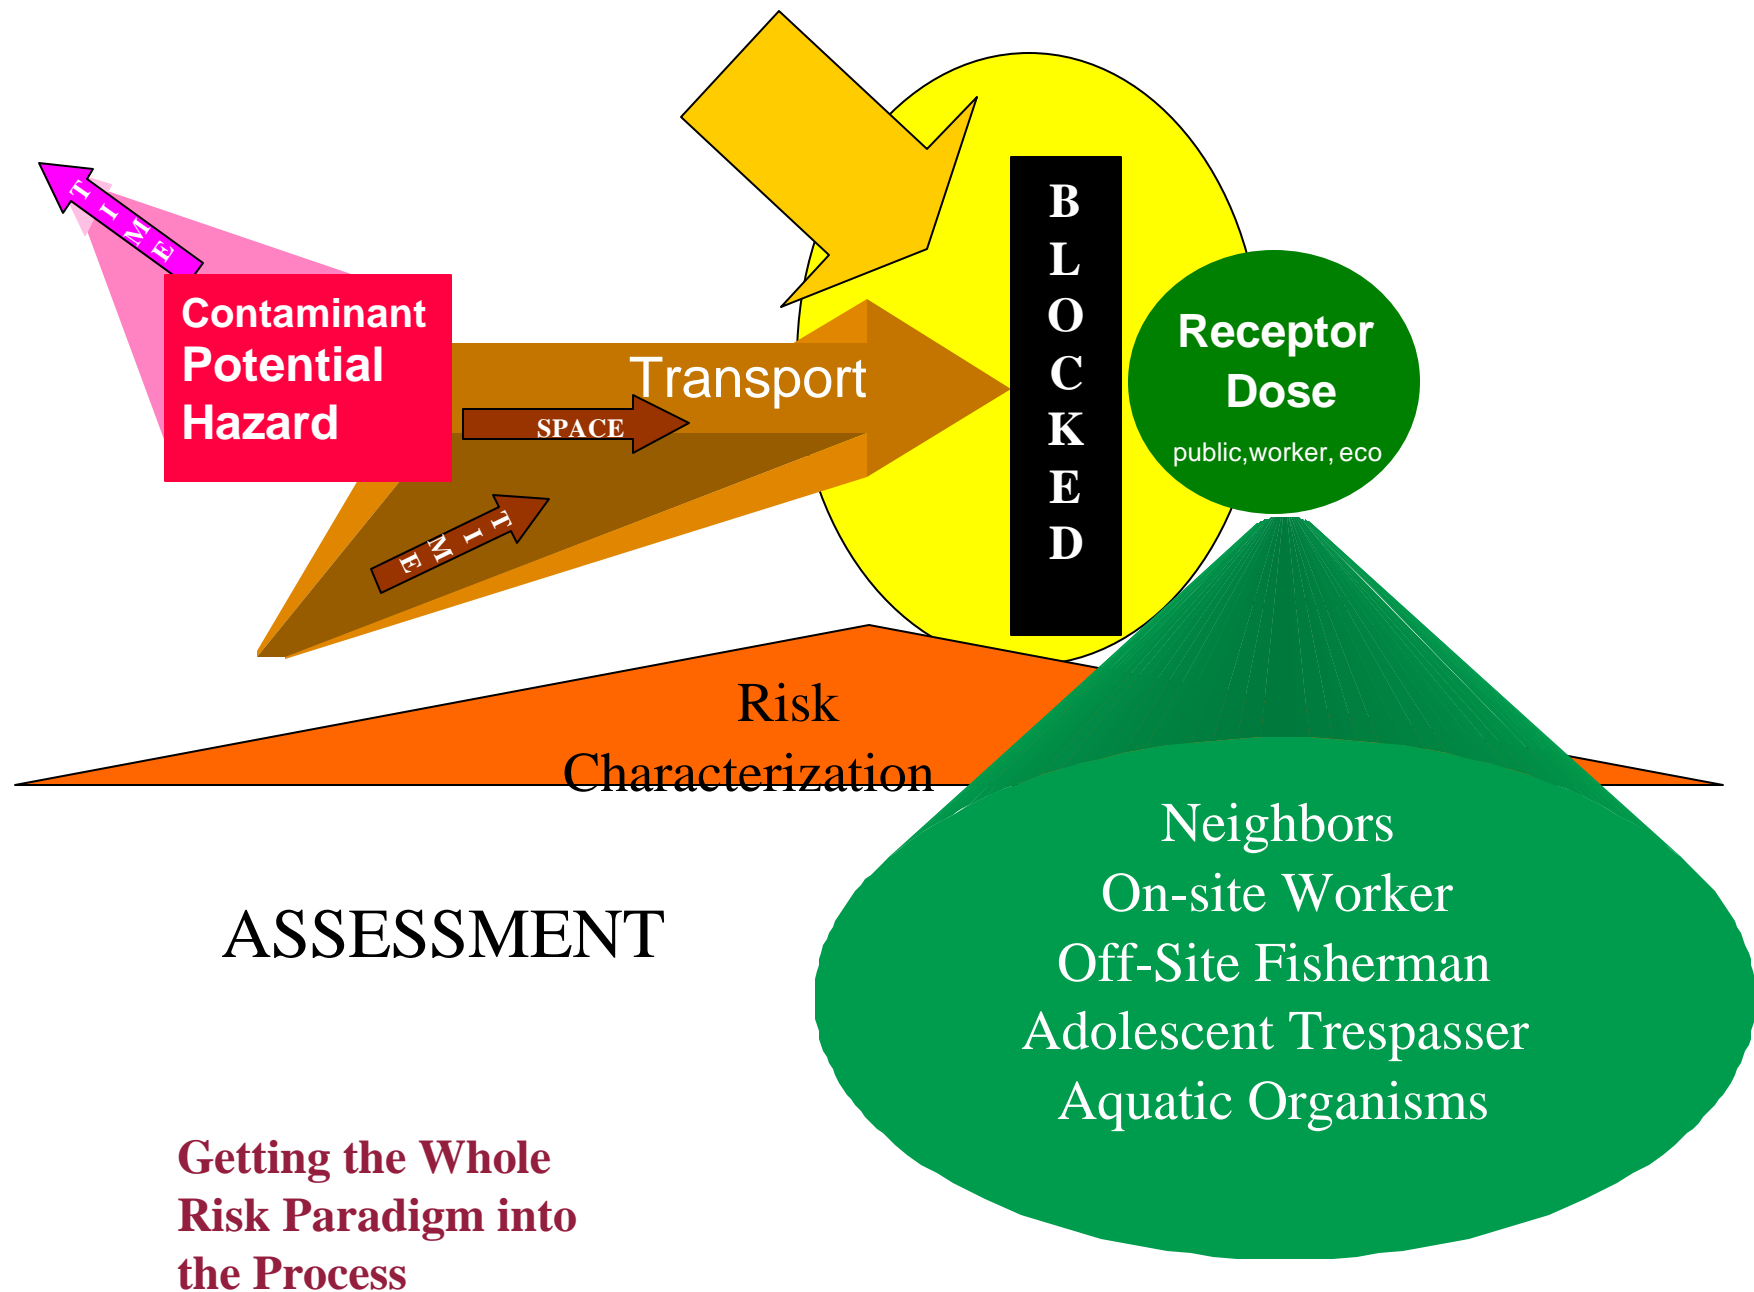 TIME
Contaminant
Potential
Hazard
Transport
SPACE
TIME
BLOCKED
Receptor
Dose
public,worker, eco
Risk
Characterization
Neighbors
On-site Worker
Off-Site Fisherman
Adolescent Trespasser
Aquatic Organisms
ASSESSMENT
Getting the Whole
Risk Paradigm into
the Process